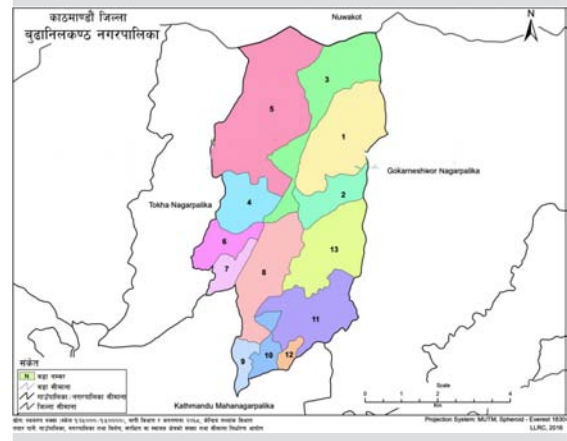 काठमाण्डौ जिल्ला
बुढानिलकण्ठ नगरपालिका
Nuwakot
N
3
5
1
Gokarneshwor Nagarpalika
2
4
Tokha Nagarpalika
6
13
7
8
11
10
12
9
संकेत
N वडा नम्बर
वडा सीमाना
गाउँपालिका/नगरपालिका सीमाना
जिल्ला सीमाना
Kathmandu Mahanagarpalika
Scale
0
2
4
Km
Projection System: MUTM, Spheroid - Everest 1830
LLRC, 2016